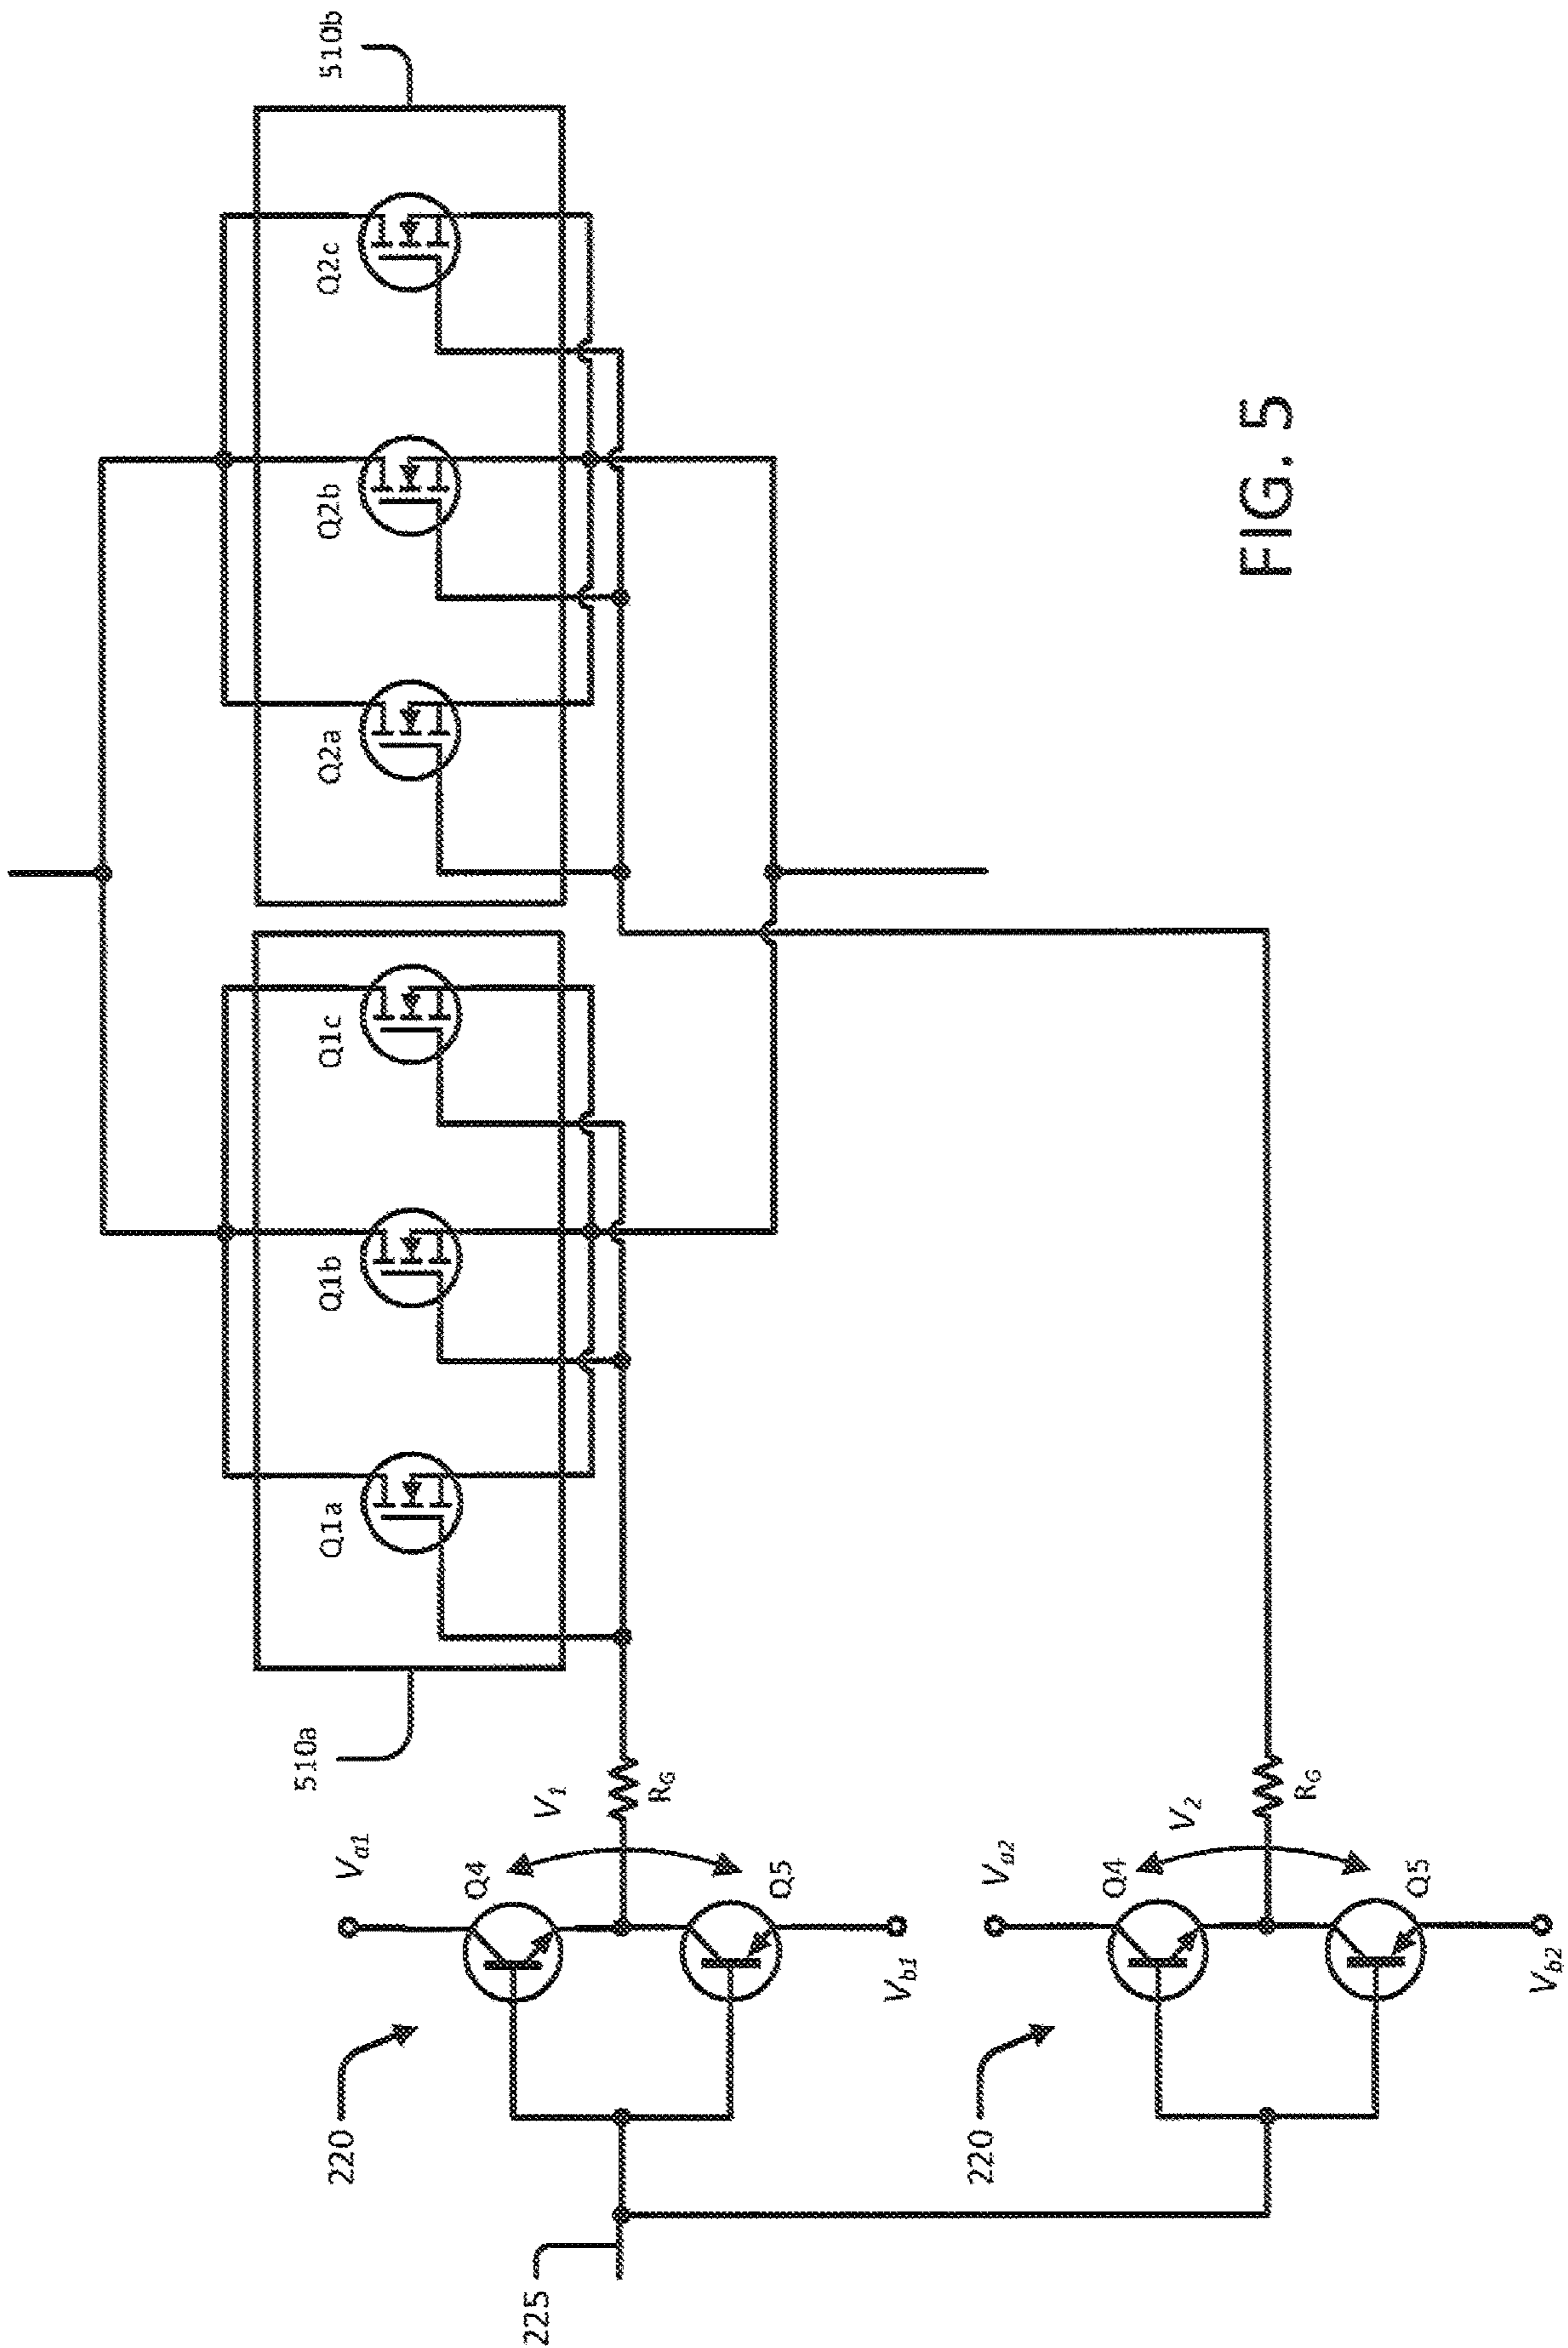 510b
Q2c
Q2b
Q2a
Q1c
Q1b
Q1a
510a
V1
RG
Va1
Q4
Q5
Vb1
220
V2
RG
Va2
Q4
Q5
Vb2
220
225
FIG. 5